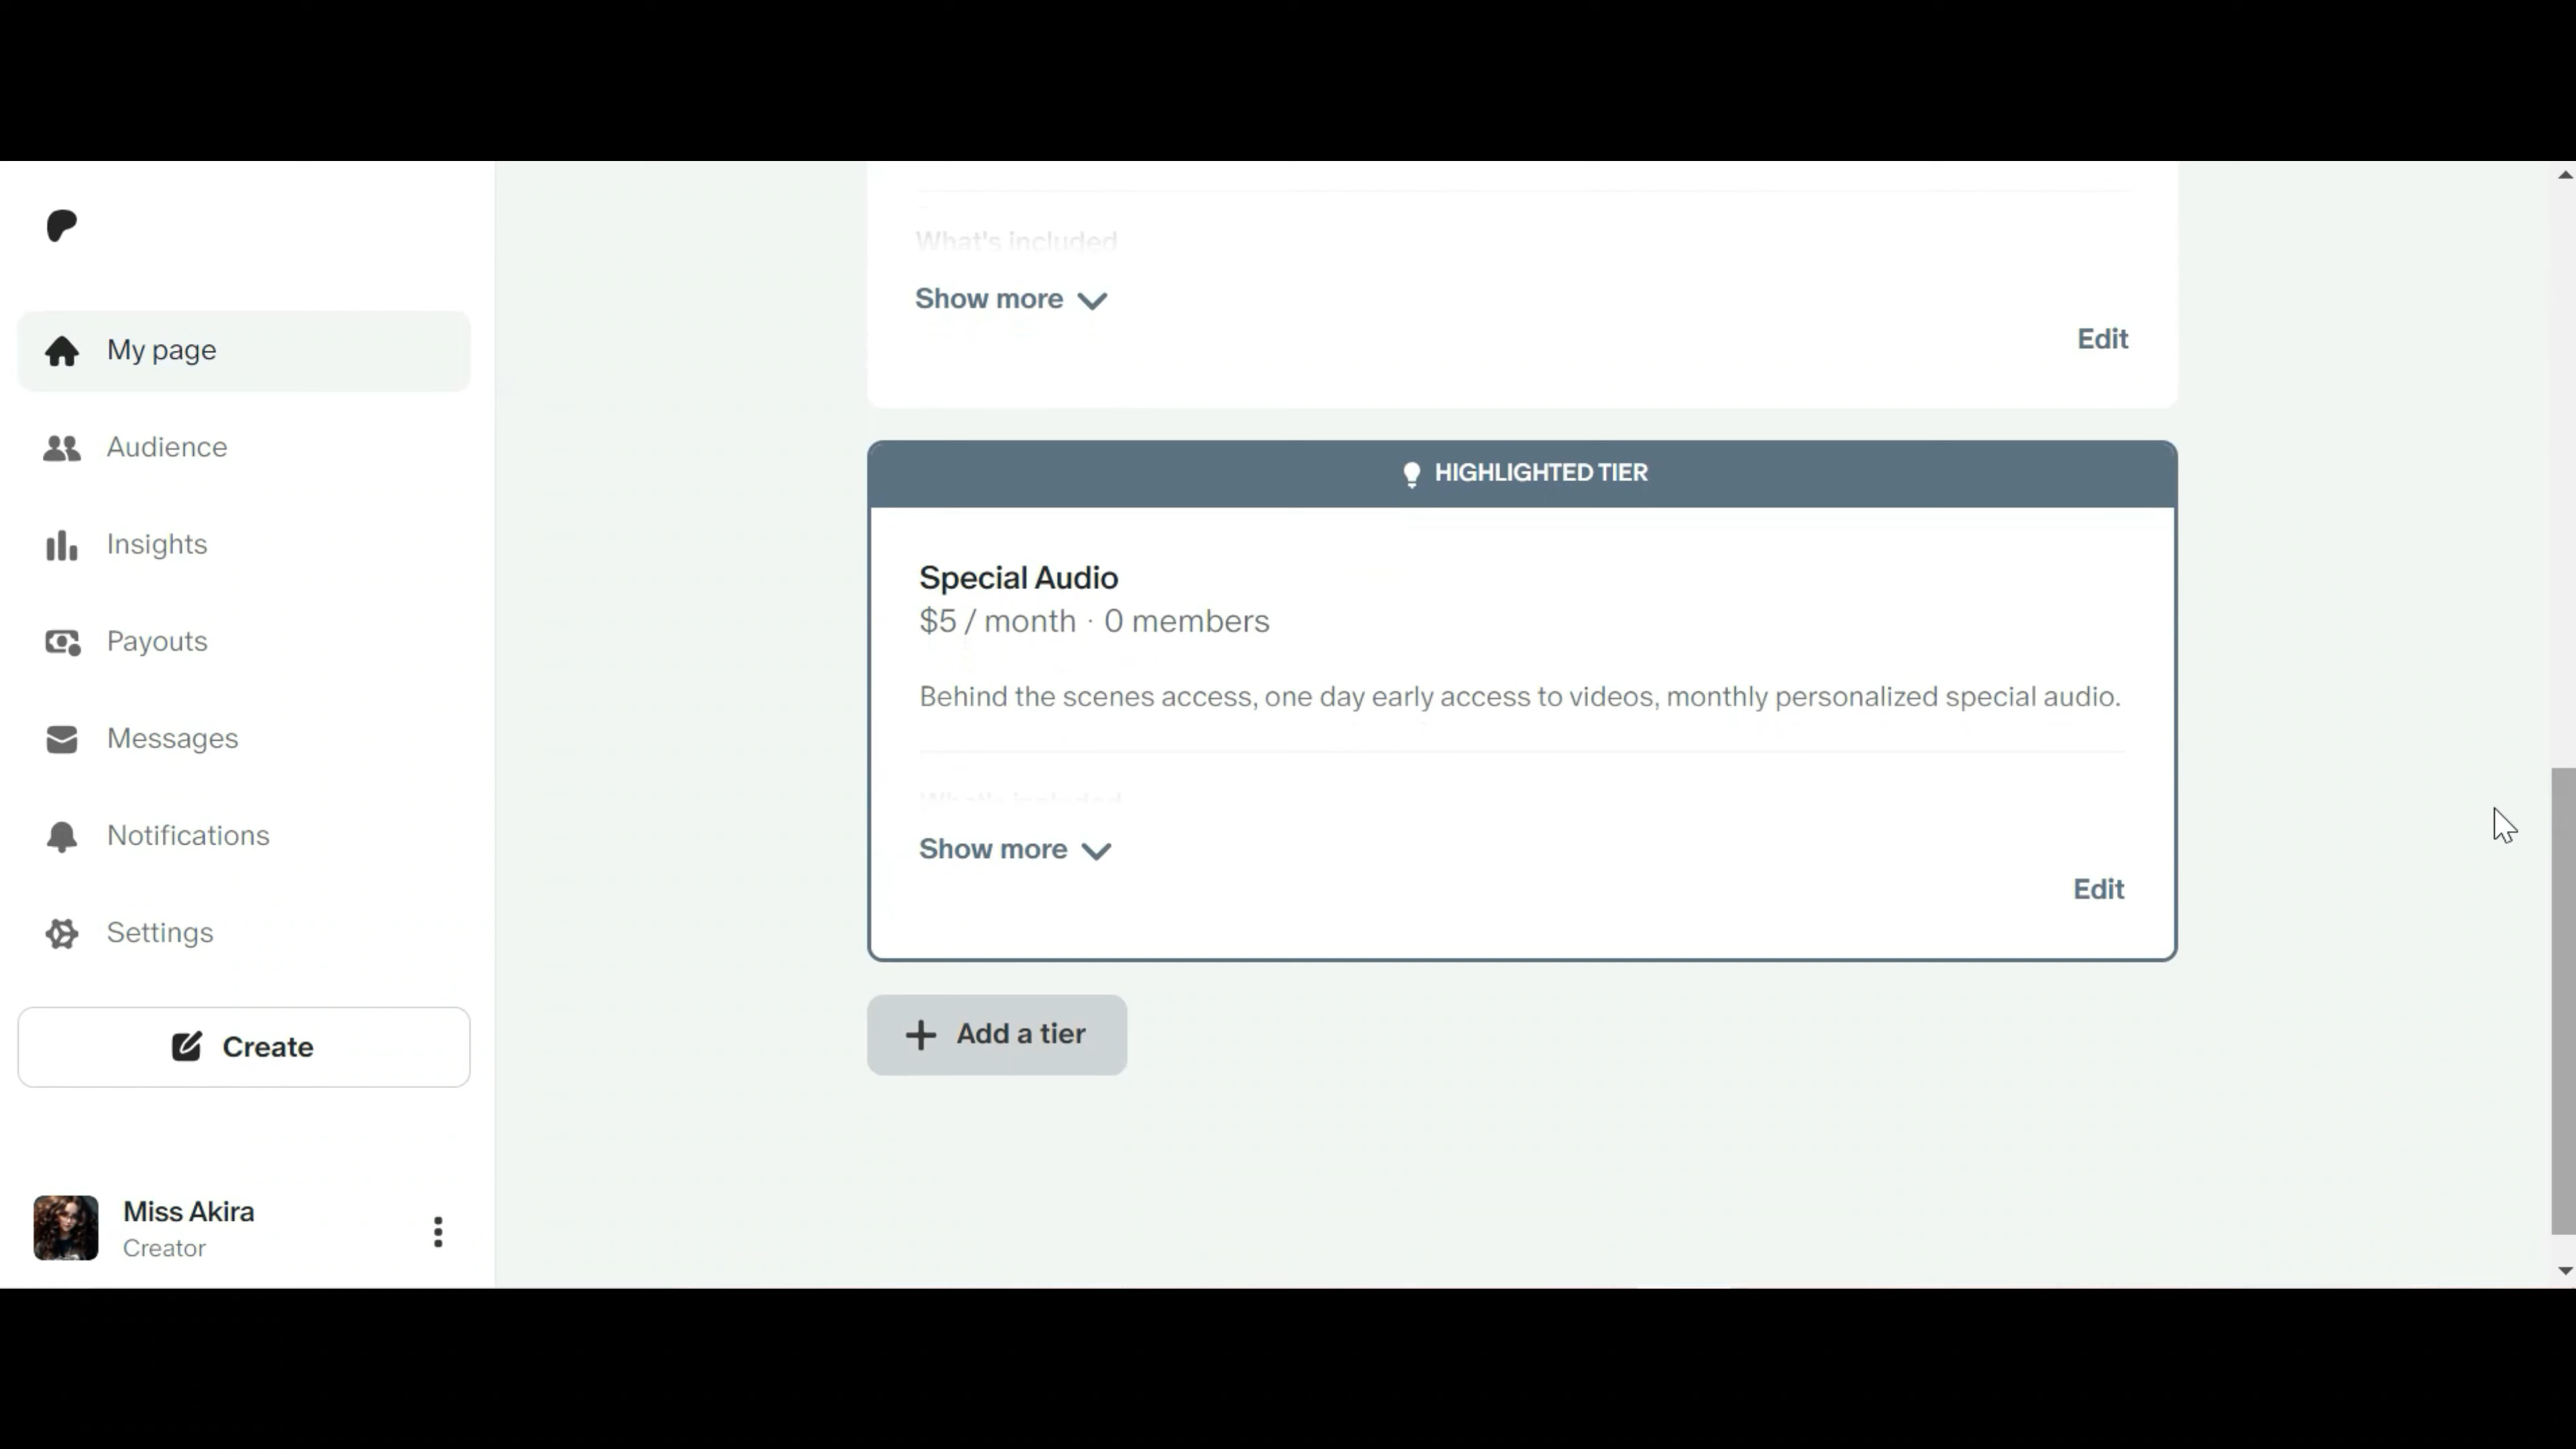 My page
Audience
Insights
Payouts
Messages
Notifications
Settings
Create
Miss Akira
Creator
What's included
Show more
Edit
HIGHLIGHTED TIER
Special Audio
$5 / month · 0 members
Behind the scenes access, one day early access to videos, monthly personalized special audio.
What's included
Show more
Edit
Add a tier